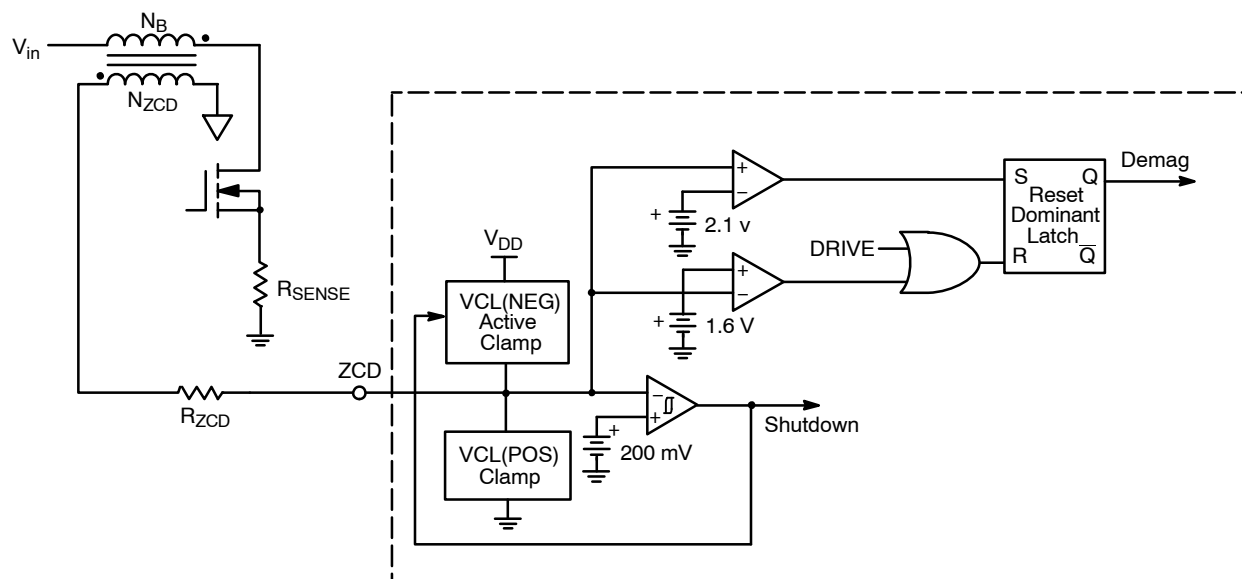 N_B
V_in
N_ZCD
R_SENSE
R_ZCD
ZCD
V_DD
VCL(NEG)
Active
Clamp
VCL(POS)
Clamp
+
−
+
2.1 v
+
−
+
1.6 V
−
+
+
200 mV
Shutdown
DRIVE
S Q
Reset
Dominant
Latch
R Q̅
Demag